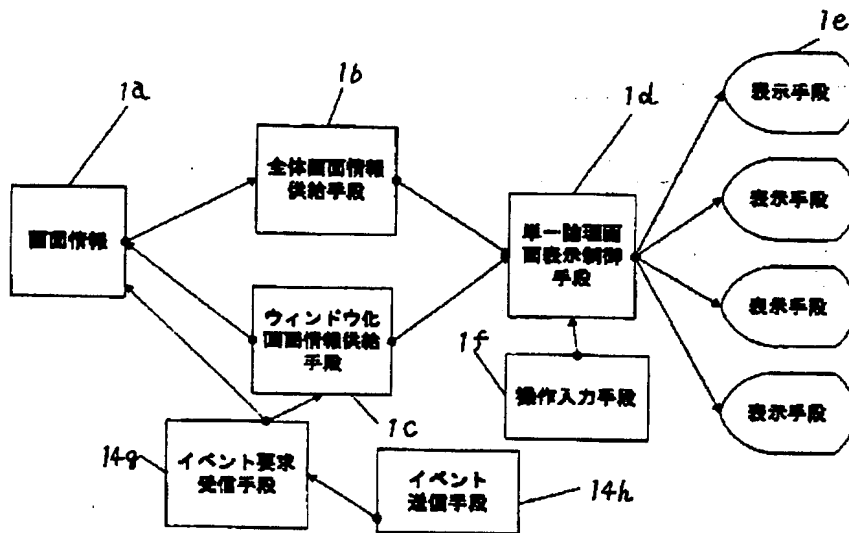 1e
1b
1a
1d
表示手段
全体画面情報
供給手段
表示手段
画面情報
単一論理画
面表示制御
手段
表示手段
ウィンドウ化
画面情報供給
手段
1f
操作入力手段
表示手段
1c
14g
イベント要求
受信手段
イベント
送信手段
14h